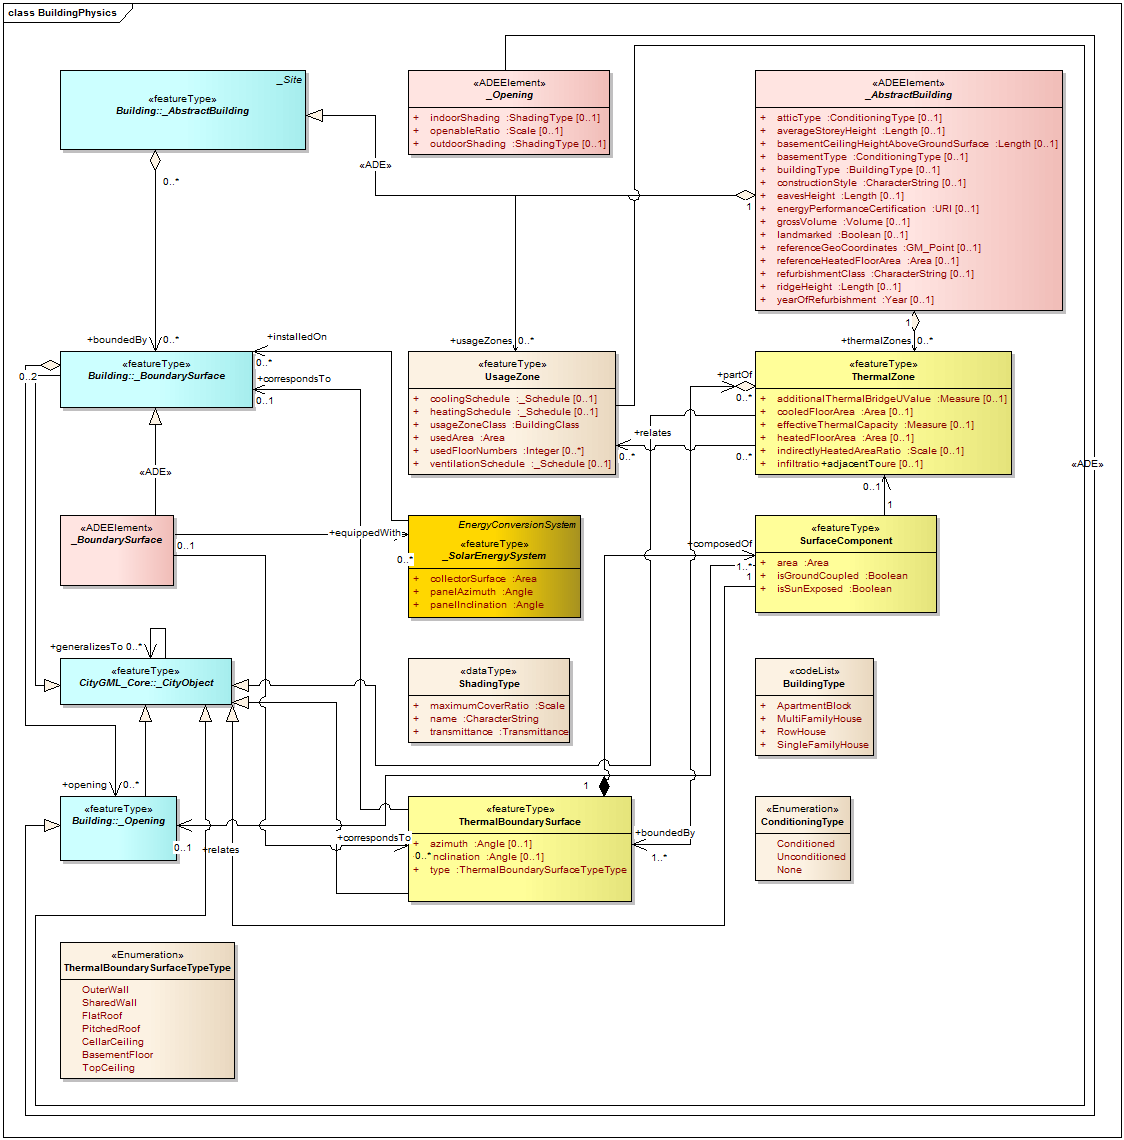 class BuildingPhysics
_Site
«featureType»
Building::_AbstractBuilding
«ADEElement»
_Opening
+ indoorShading :ShadingType [0..1]
+ openableRatio :Scale [0..1]
+ outdoorShading :ShadingType [0..1]
«ADEElement»
_AbstractBuilding
+ atticType :ConditioningType [0..1]
+ averageStoreyHeight :Length [0..1]
+ basementCeilingHeightAboveGroundSurface :Length [0..1]
+ basementType :ConditioningType [0..1]
+ buildingType :BuildingType [0..1]
+ constructionStyle :CharacterString [0..1]
+ eavesHeight :Length [0..1]
+ energyPerformanceCertification :URI [0..1]
+ grossVolume :Volume [0..1]
+ landmarked :Boolean [0..1]
+ referenceGeoCoordinates :GM_Point [0..1]
+ referenceHeatedFloorArea :Area [0..1]
+ refurbishmentClass :CharacterString [0..1]
+ ridgeHeight :Length [0..1]
+ yearOfRefurbishment :Year [0..1]
«ADE»
0..*
1
1
+boundedBy 0..*
+installedOn
0..*
+usageZones 0..*
+thermalZones 0..*
«featureType»
Building::_BoundarySurface
0..2
+correspondsTo
0..1
«featureType»
UsageZone
+ coolingSchedule :_Schedule [0..1]
+ heatingSchedule :_Schedule [0..1]
+ usageZoneClass :BuildingClass
+ usedArea :Area
+ usedFloorNumbers :Integer [0..*]
+ ventilationSchedule :_Schedule [0..1]
+partOf
0..*
+relates
0..*
0..*
«featureType»
ThermalZone
+ additionalThermalBridgeUValue :Measure [0..1]
+ cooledFloorArea :Area [0..1]
+ effectiveThermalCapacity :Measure [0..1]
+ heatedFloorArea :Area [0..1]
+ indirectlyHeatedAreaRatio :Scale [0..1]
+ infiltratio+adjacentToure [0..1]
«ADE»
«ADE»
0..1
1
«ADEElement»
_BoundarySurface
0..1
+equippedWith
0..*
EnergyConversionSystem
«featureType»
_SolarEnergySystem
+ collectorSurface :Area
+ panelAzimuth :Angle
+ panelInclination :Angle
+composedOf
1..*
1
«featureType»
SurfaceComponent
+ area :Area
+ isGroundCoupled :Boolean
+ isSunExposed :Boolean
+generalizesTo 0..*
«featureType»
CityGML_Core::_CityObject
«dataType»
ShadingType
+ maximumCoverRatio :Scale
+ name :CharacterString
+ transmittance :Transmittance
«codeList»
BuildingType
+ ApartmentBlock
+ MultiFamilyHouse
+ RowHouse
+ SingleFamilyHouse
+opening 0..*
1
«featureType»
Building::_Opening
0..1
+relates
+correspondsTo
0..*
«featureType»
ThermalBoundarySurface
+ azimuth :Angle [0..1]
nclination :Angle [0..1]
+ type :ThermalBoundarySurfaceTypeType
+boundedBy
1..*
«Enumeration»
ConditioningType
Conditioned
Unconditioned
None
«Enumeration»
ThermalBoundarySurfaceTypeType
OuterWall
SharedWall
FlatRoof
PitchedRoof
CellarCeiling
BasementFloor
TopCeiling